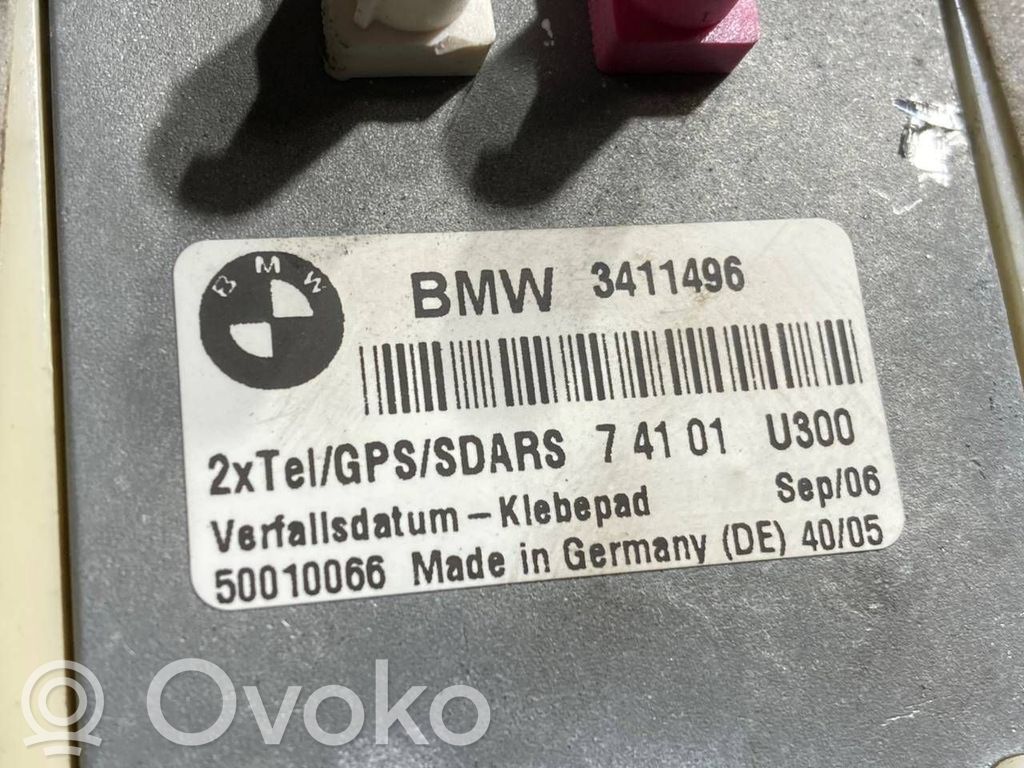 BMW
BMW 3411496
2xTel/GPS/SDARS 7 41 01 U300
Verfallsdatum – Klebepad Sep/06
50010066 Made in Germany (DE) 40/05
Ovoko